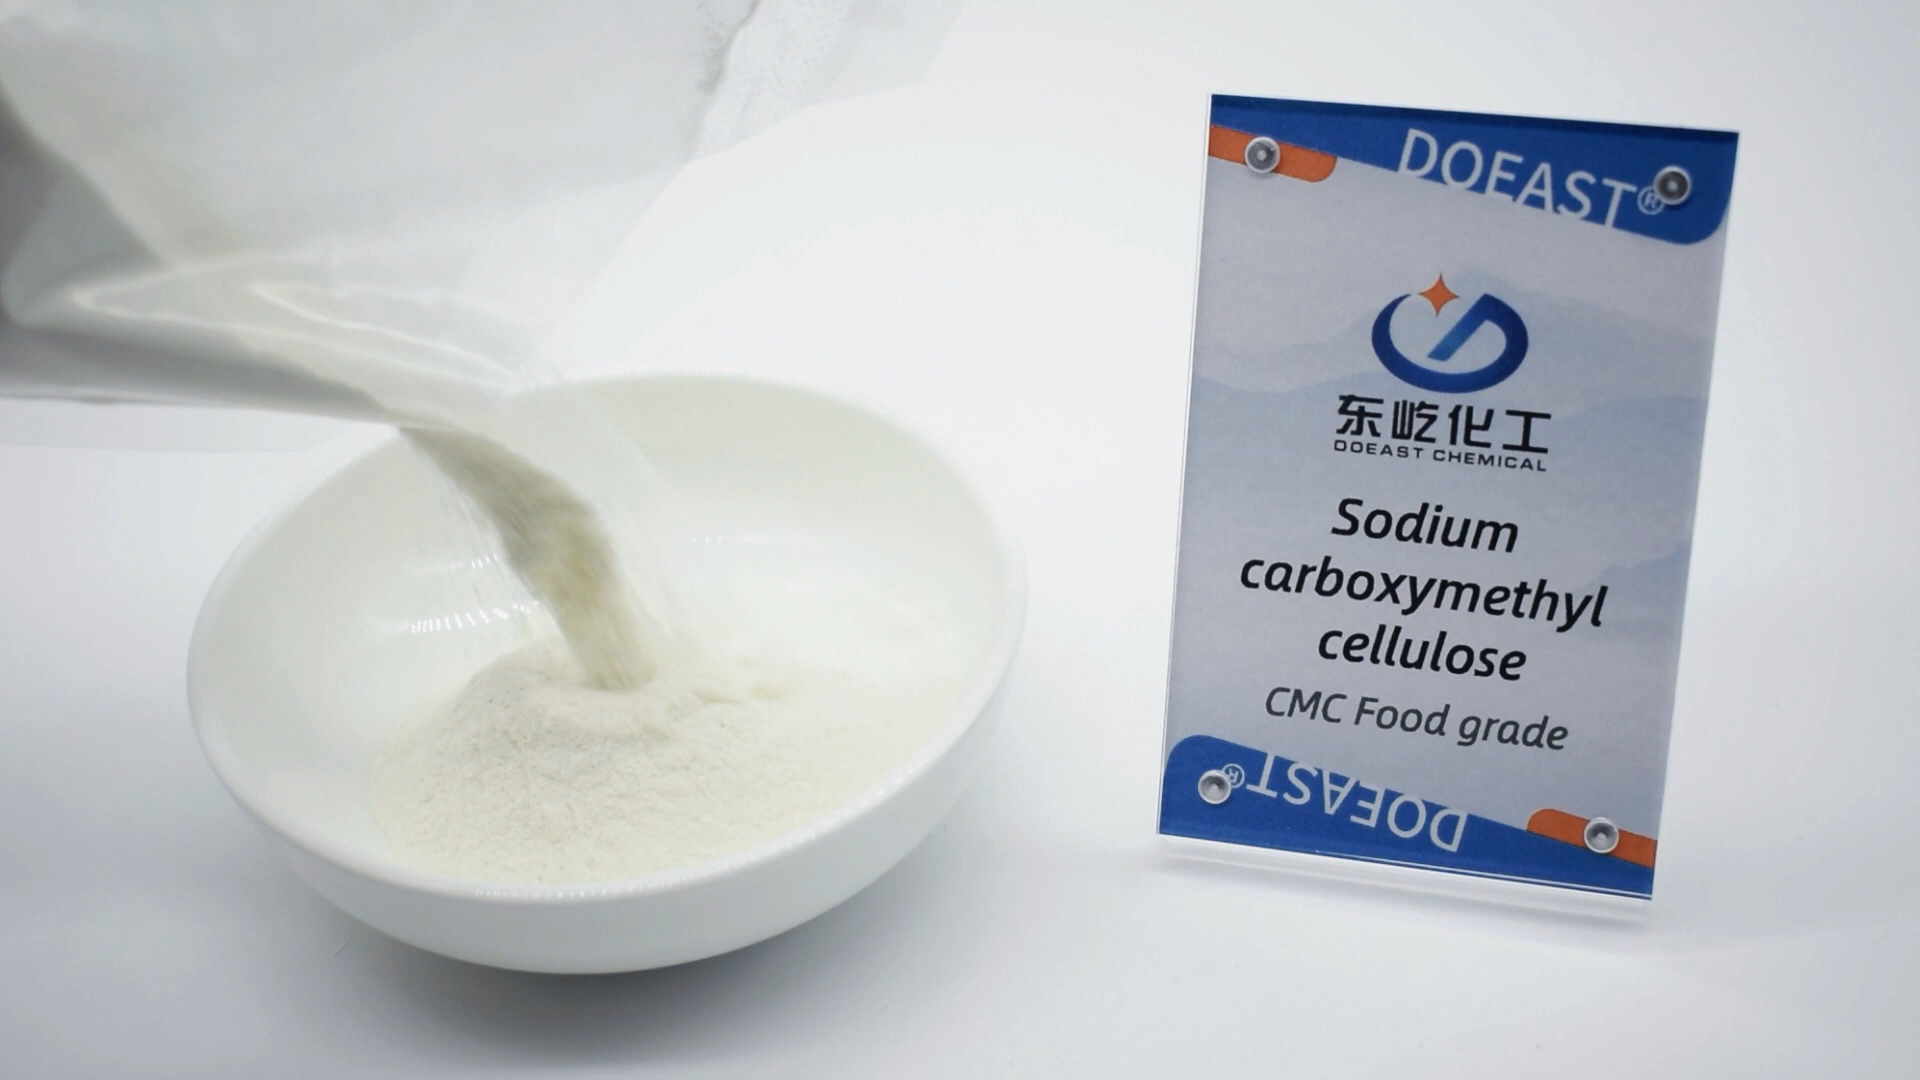 DOEAST®
东屹化工
DOEAST CHEMICAL
Sodium
carboxymethyl
cellulose
CMC Food grade
DOEAST®